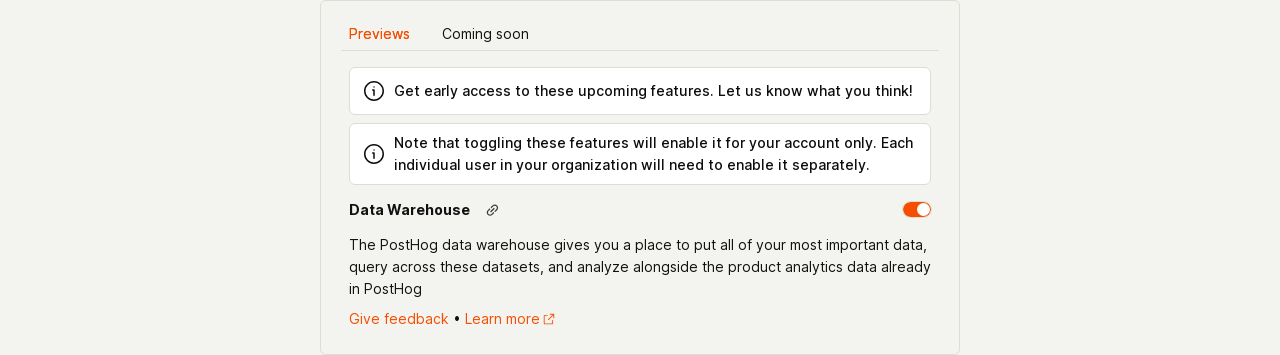 Previews
Coming soon
Get early access to these upcoming features. Let us know what you think!
Note that toggling these features will enable it for your account only. Each
individual user in your organization will need to enable it separately.
Data Warehouse
The PostHog data warehouse gives you a place to put all of your most important data,
query across these datasets, and analyze alongside the product analytics data already
in PostHog
Give feedback • Learn more